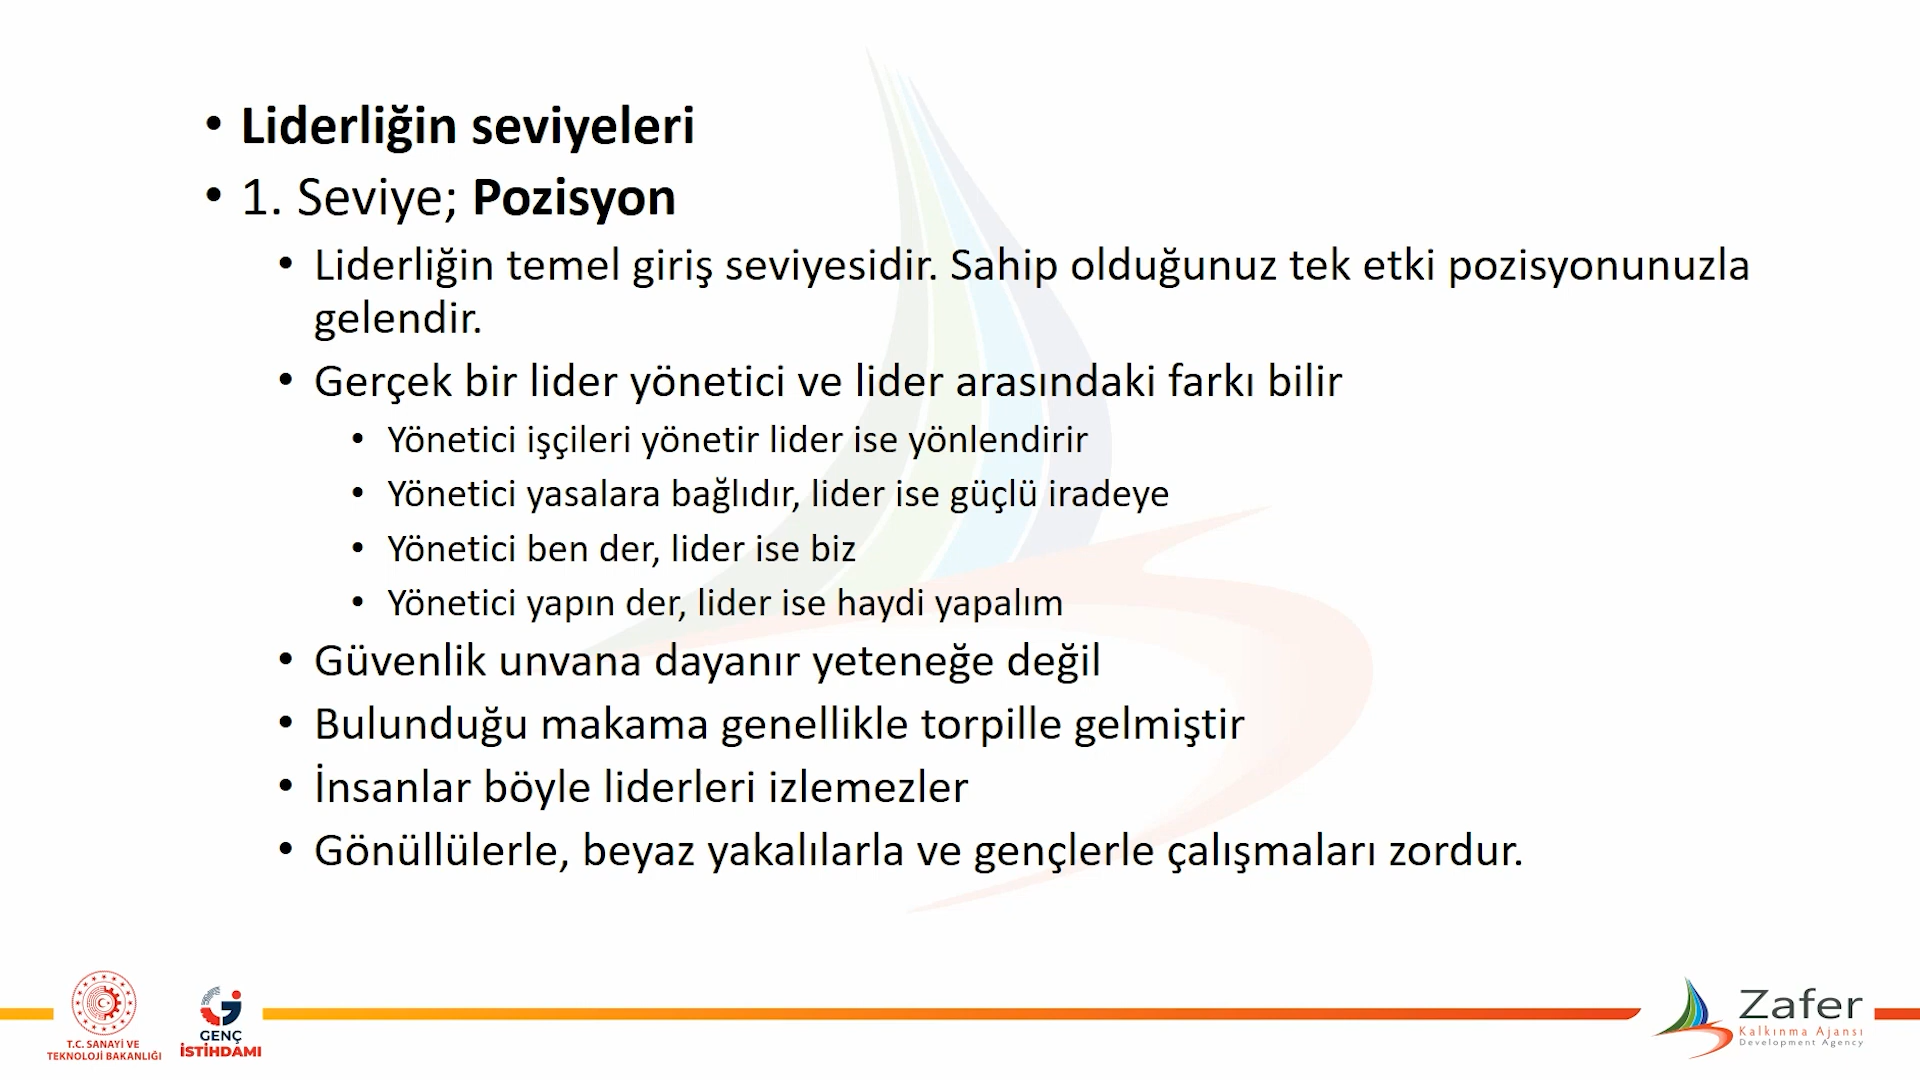 • Liderliğin seviyeleri
• 1. Seviye; Pozisyon
• Liderliğin temel giriş seviyesidir. Sahip olduğunuz tek etki pozisyonunuzla
gelendir.
• Gerçek bir lider yönetici ve lider arasındaki farkı bilir
• Yönetici işçileri yönetir lider ise yönlendirir
• Yönetici yasalara bağlıdır, lider ise güçlü iradeye
• Yönetici ben der, lider ise biz
• Yönetici yapın der, lider ise haydi yapalım
• Güvenlik unvana dayanır yeteneğe değil
• Bulunduğu makama genellikle torpille gelmiştir
• İnsanlar böyle liderleri izlemezler
• Gönüllülerle, beyaz yakalılarla ve gençlerle çalışmaları zordur.
T.C. SANAYİ VE
TEKNOLOJİ BAKANLIĞI
GENÇ
İSTİHDAMI
Zafer
Kalkınma Ajansı
Development Agency